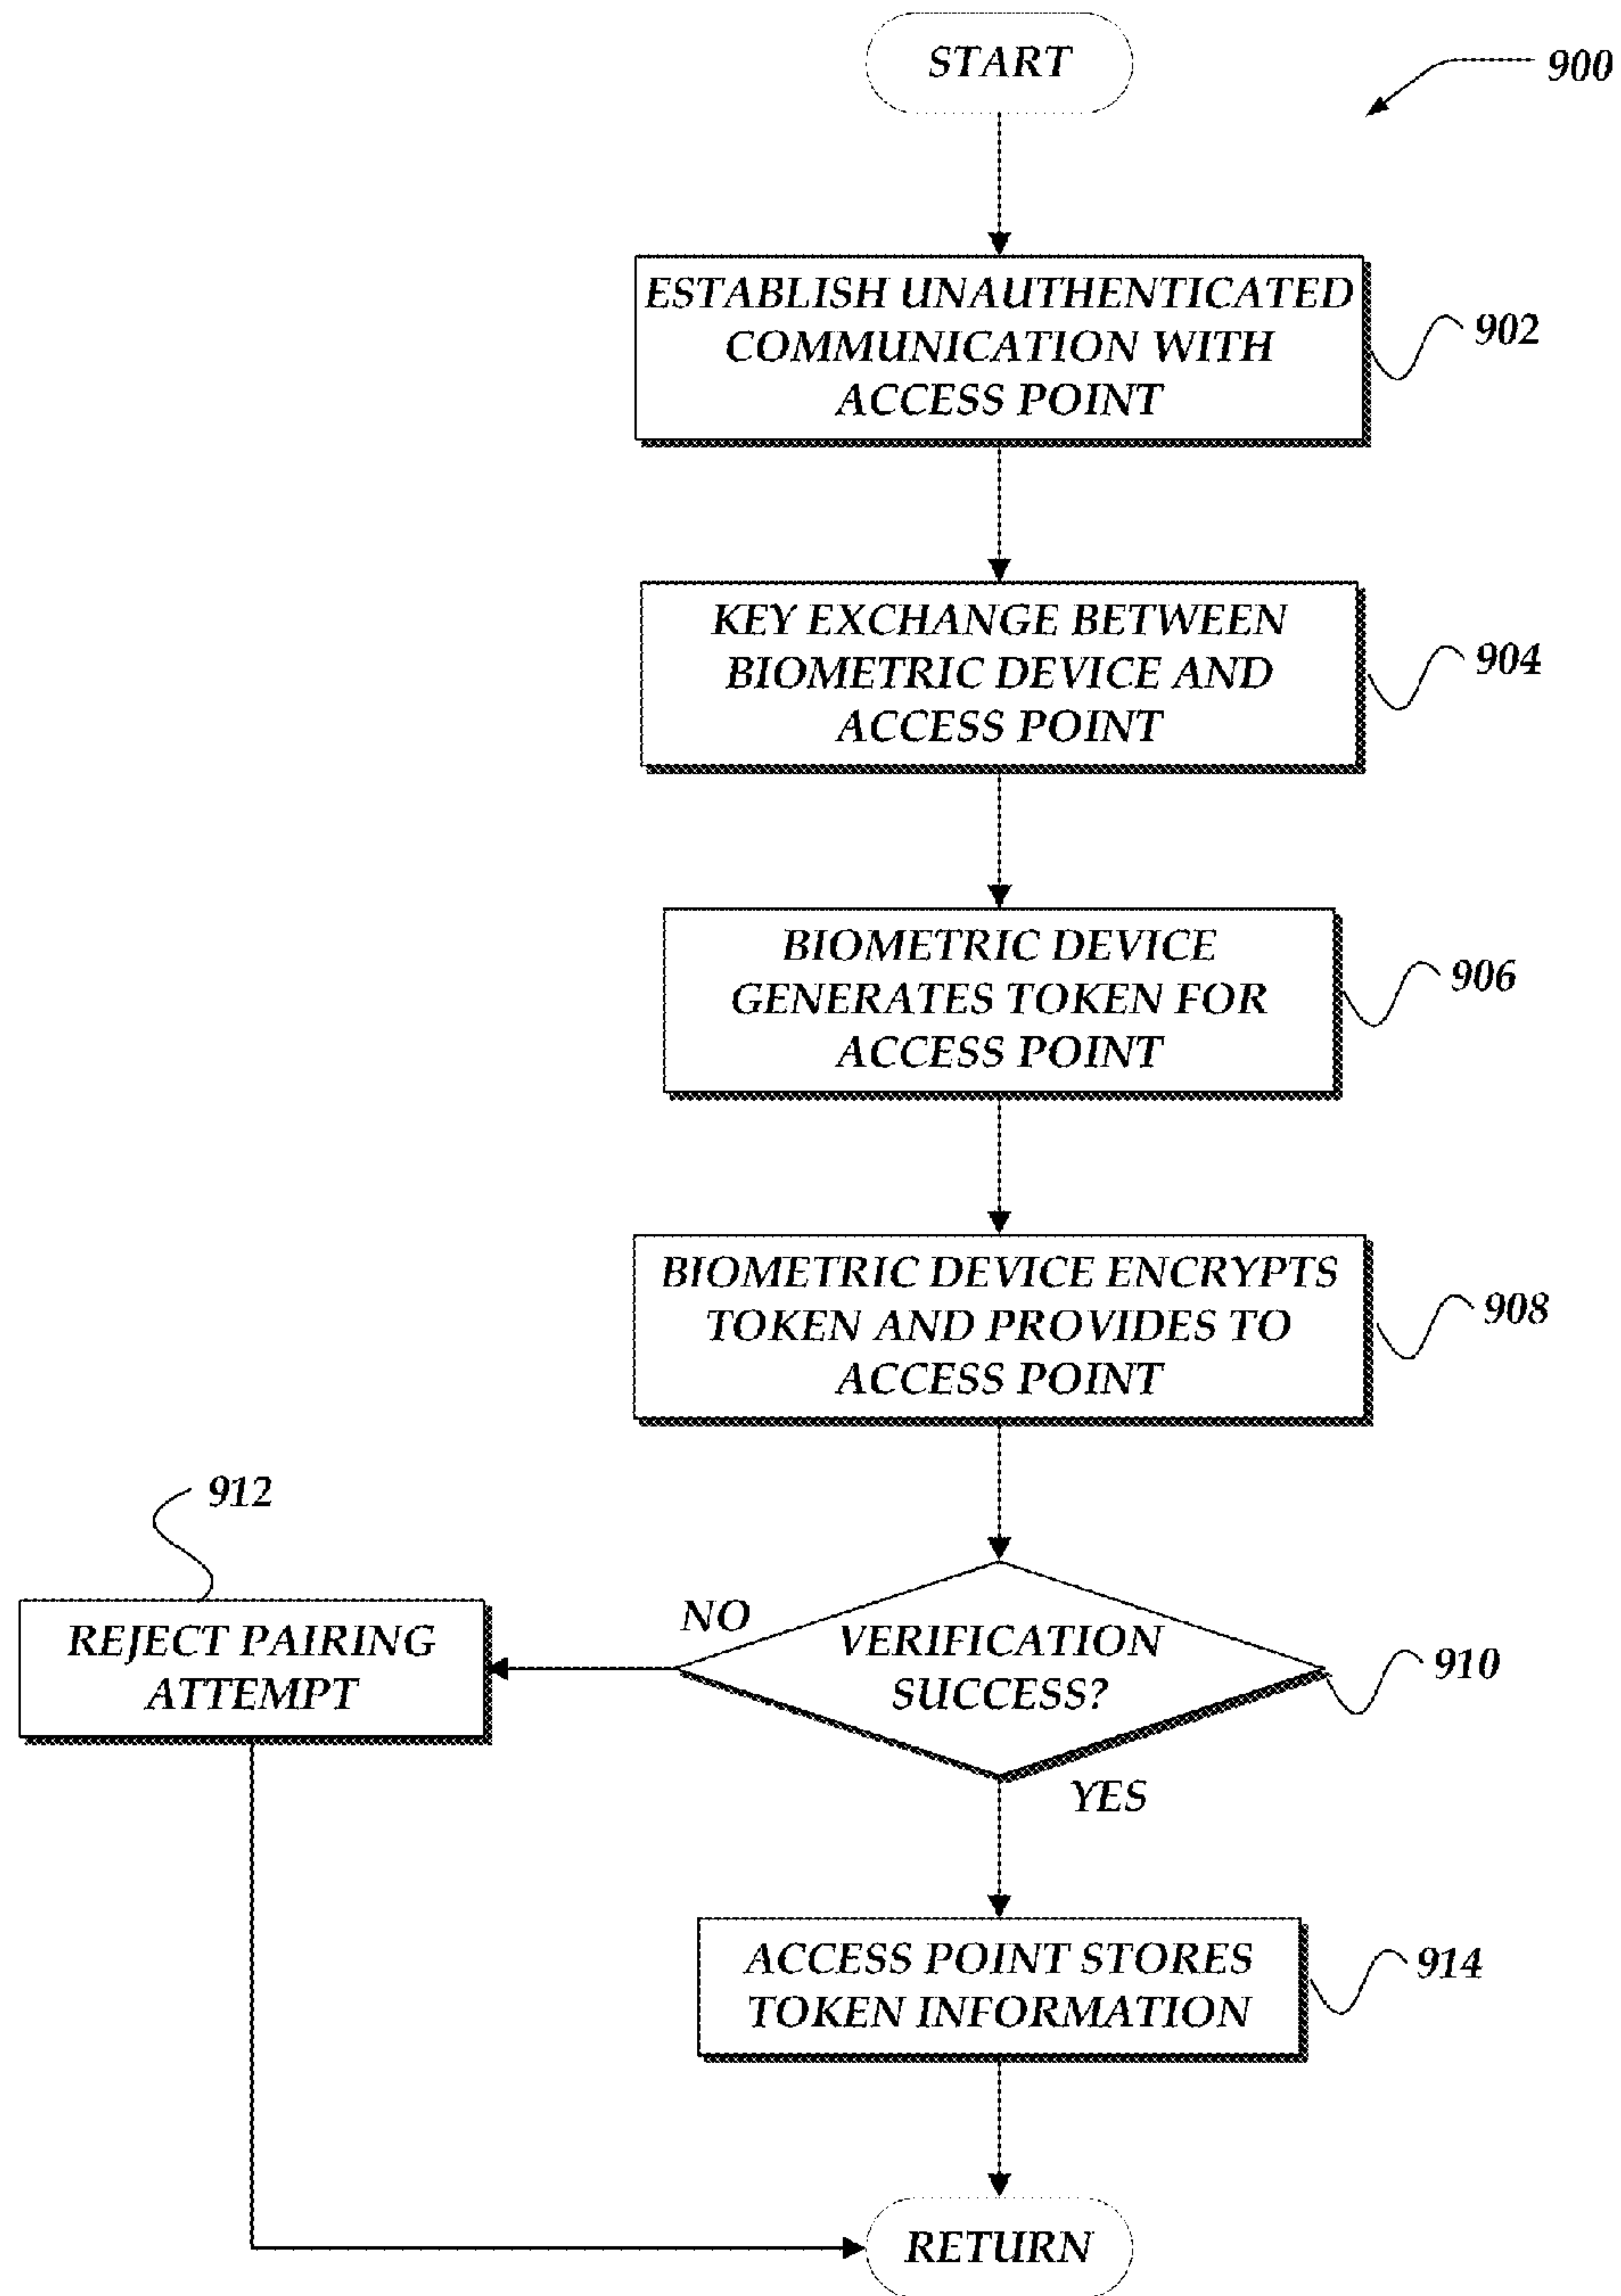 START
900
ESTABLISH UNAUTHENTICATED
COMMUNICATION WITH
ACCESS POINT
902
KEY EXCHANGE BETWEEN
BIOMETRIC DEVICE AND
ACCESS POINT
904
BIOMETRIC DEVICE
GENERATES TOKEN FOR
ACCESS POINT
906
BIOMETRIC DEVICE ENCRYPTS
TOKEN AND PROVIDES TO
ACCESS POINT
908
VERIFICATION
SUCCESS?
910
NO
912
REJECT PAIRING
ATTEMPT
YES
ACCESS POINT STORES
TOKEN INFORMATION
914
RETURN